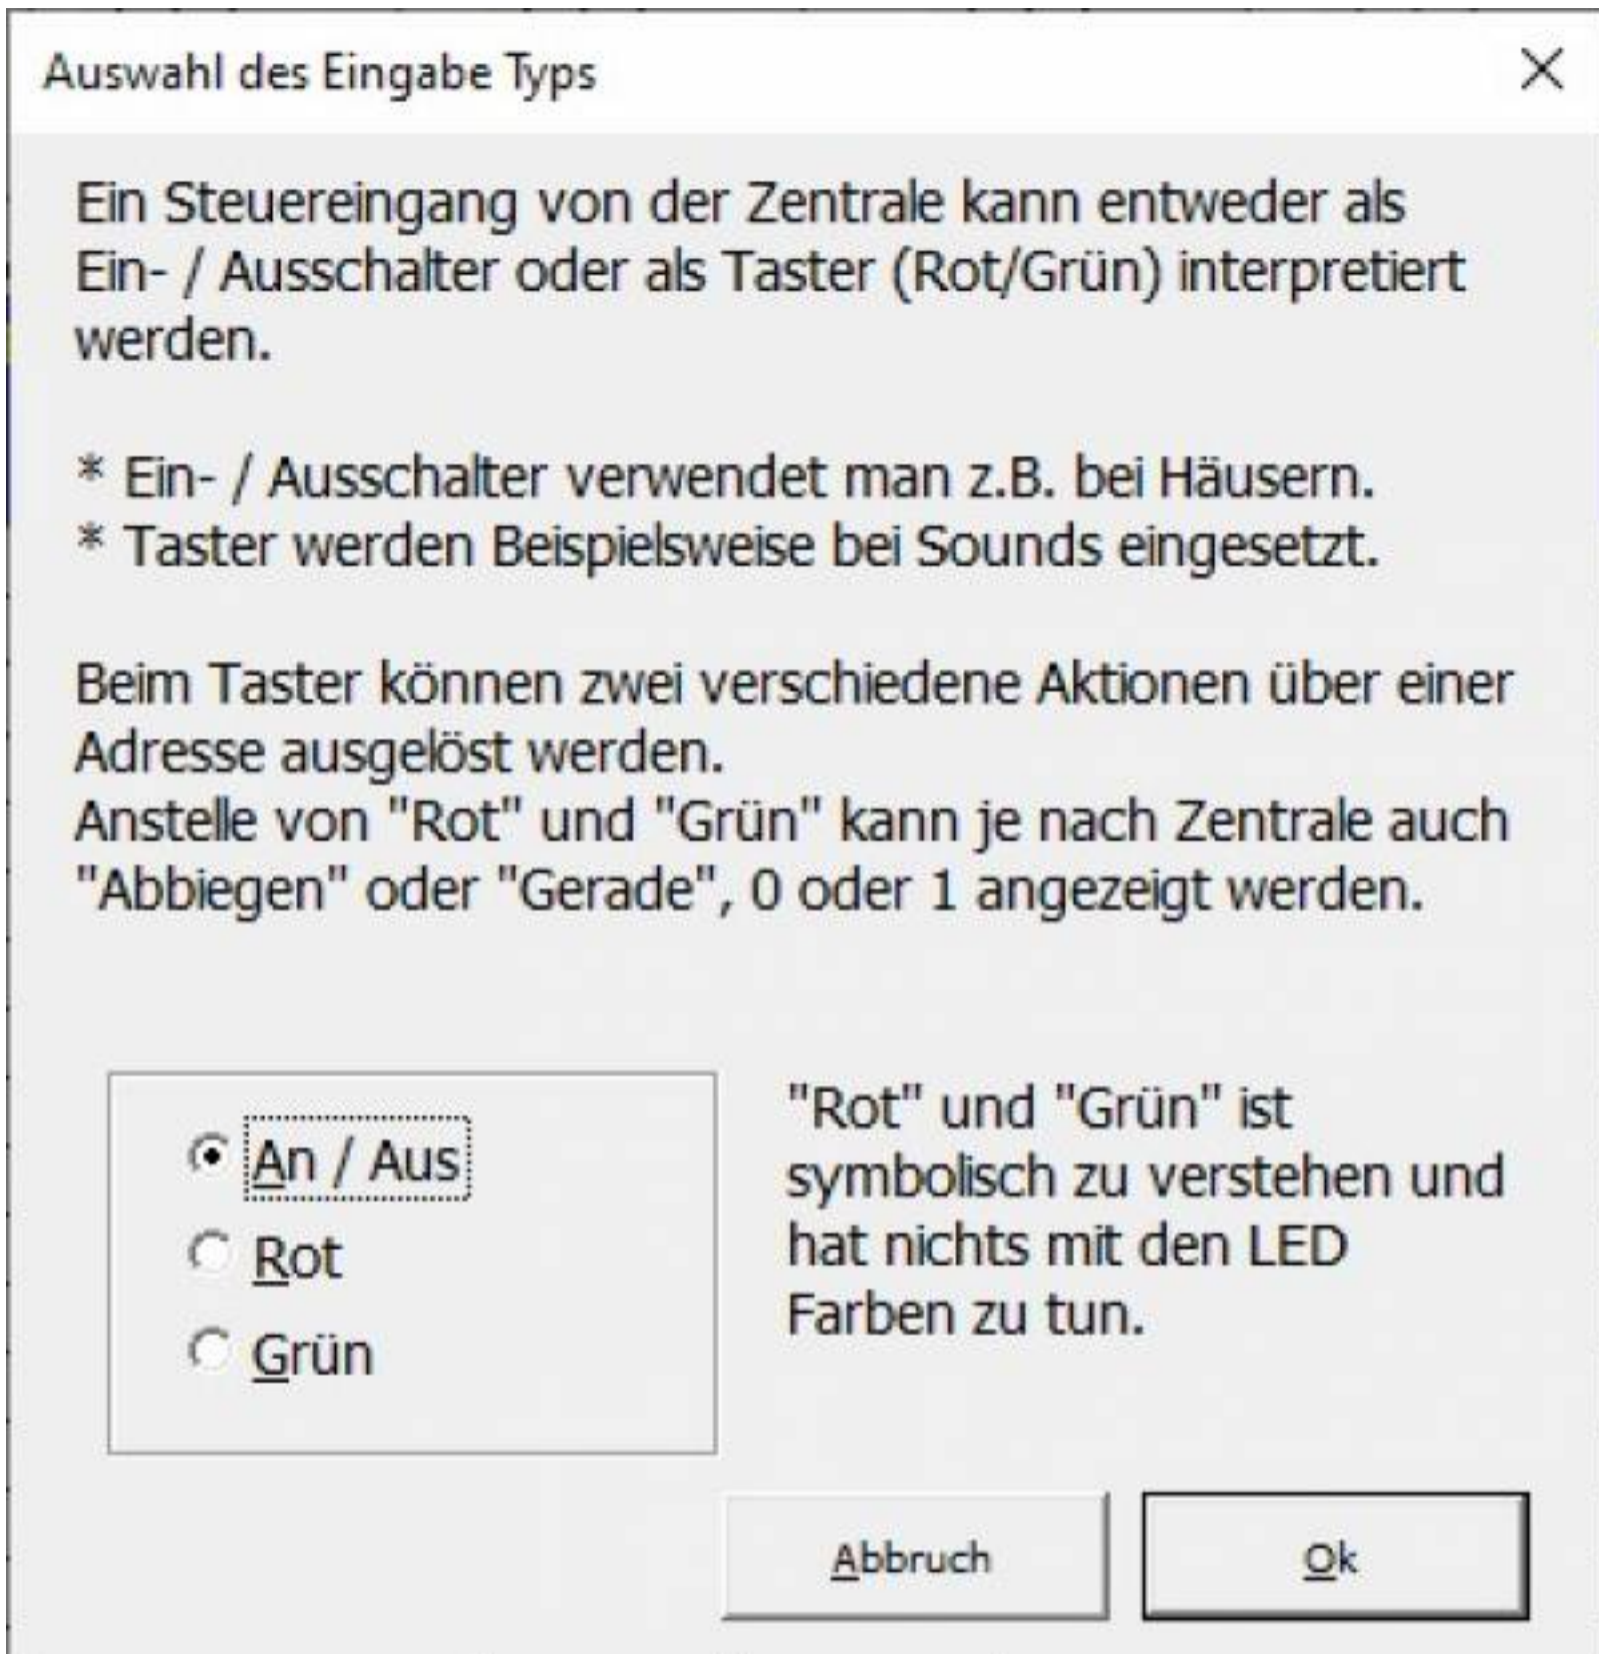 Auswahl des Eingabe Typs
Ein Steuereingang von der Zentrale kann entweder als
Ein- / Ausschalter oder als Taster (Rot/Grün) interpretiert
werden.
* Ein- / Ausschalter verwendet man z.B. bei Häusern.
* Taster werden Beispielsweise bei Sounds eingesetzt.
Beim Taster können zwei verschiedene Aktionen über einer
Adresse ausgelöst werden.
Anstelle von "Rot" und "Grün" kann je nach Zentrale auch
"Abbiegen" oder "Gerade", 0 oder 1 angezeigt werden.
An / Aus
Rot
Grün
"Rot" und "Grün" ist
symbolisch zu verstehen und
hat nichts mit den LED
Farben zu tun.
Abbruch
Ok